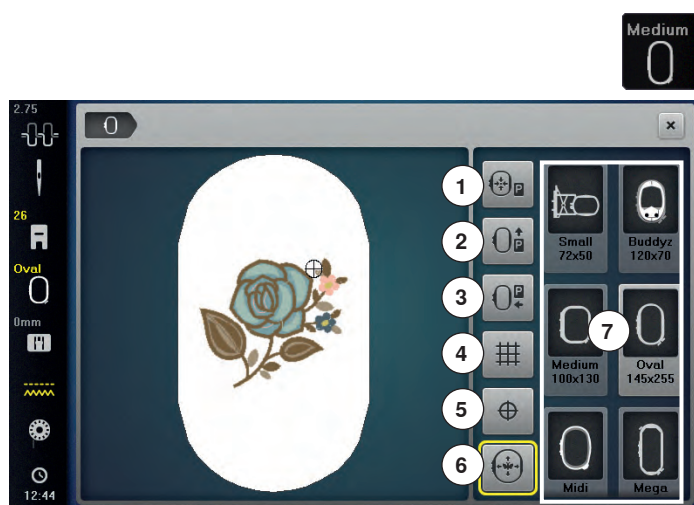 Medium
2.75
26
Oval
0mm
12:44
×
1
P
2
P
3
P
4
5
6
7
Small
72x50
Buddyz
120x70
Medium
100x130
Oval
145x255
Midi
Mega